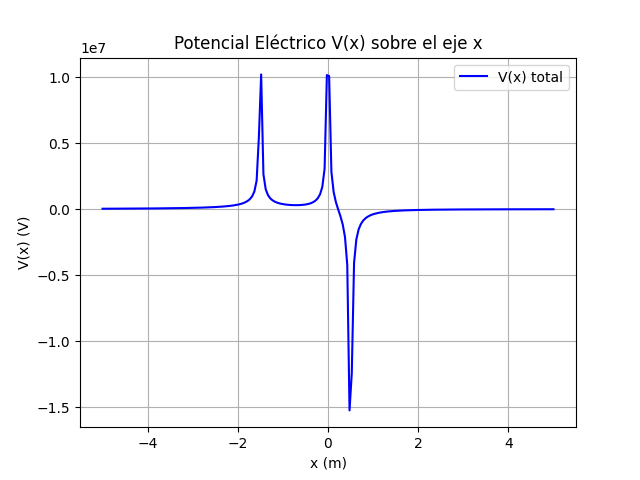 Potencial Eléctrico V(x) sobre el eje x
1e7
V(x) total
1.0
0.5
0.0
−0.5
−1.0
−1.5
V(x) (V)
−4 −2 0 2 4
x (m)